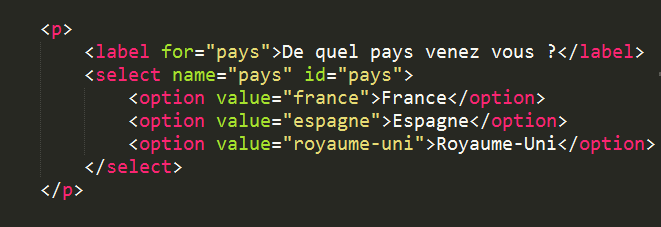 <p>
<label for="pays">De quel pays venez vous ?</label>
<select name="pays" id="pays">
<option value="france">France</option>
<option value="espagne">Espagne</option>
<option value="royaume-uni">Royaume-Uni</option>
</select>
</p>